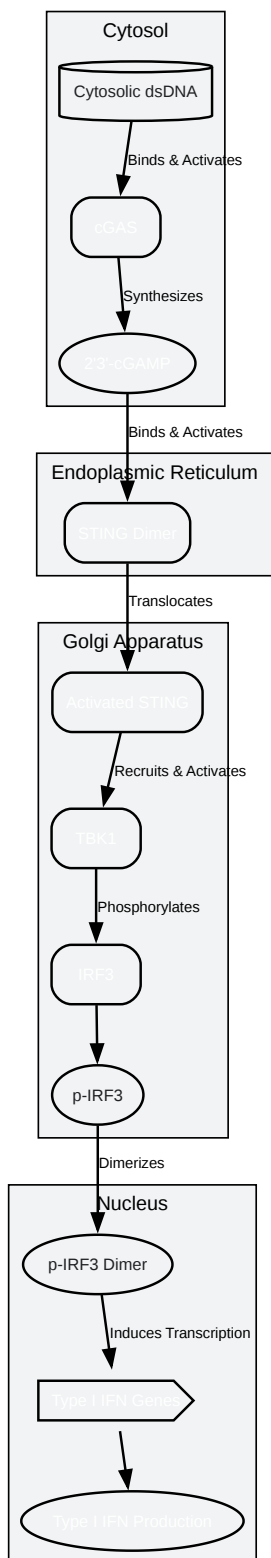 Cytosol
Cytosolic dsDNA
Binds & Activates
cGAS
Synthesizes
2'3'-cGAMP
Binds & Activates
Endoplasmic Reticulum
STING Dimer
Translocates
Golgi Apparatus
Activated STING
Recruits & Activates
TBK1
Phosphorylates
IRF3
p-IRF3
Dimerizes
Nucleus
p-IRF3 Dimer
Induces Transcription
Type I IFN Genes
Type I IFN Production